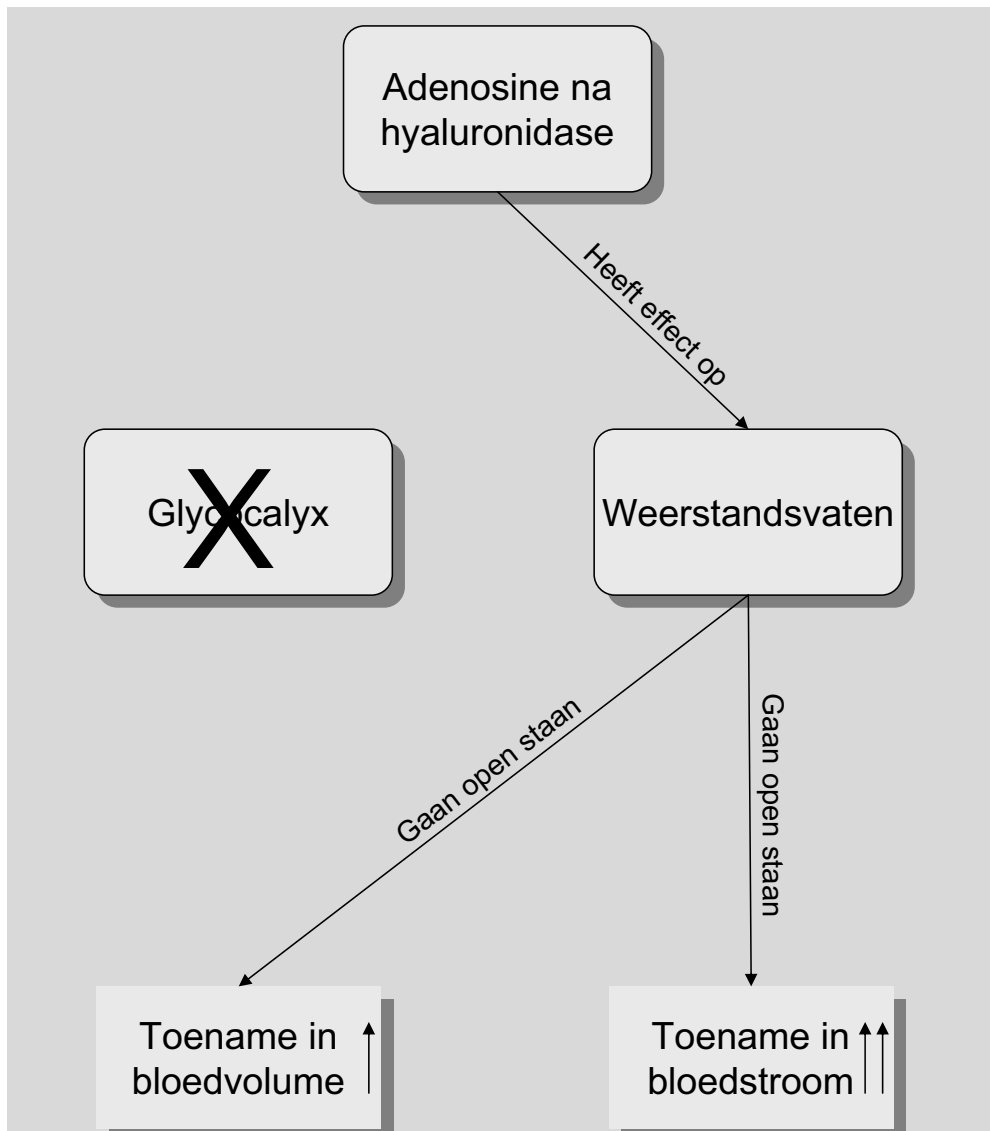 Adenosine na
hyaluronidase
Heeft effect op
Glycocalyx
X
Weerstandsvaten
Gaan open staan
Gaan open staan
Toename in
bloedvolume
Toename in
bloedstroom